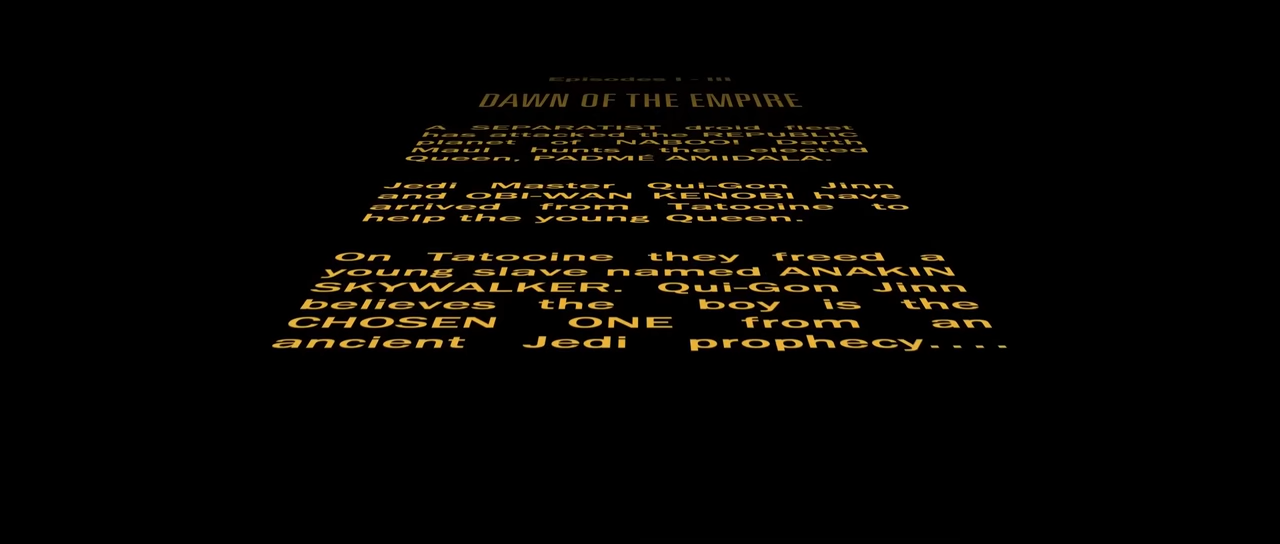 Episodes I - III
DAWN OF THE EMPIRE
A SEPARATIST droid fleet
has attacked the REPUBLIC
planet of NABOO! Darth
Maul hunts the elected
Queen, PADMÉ AMIDALA.
Jedi Master Qui-Gon Jinn
and OBI-WAN KENOBI have
arrived from Tatooine to
help the young Queen.
On Tatooine they freed a
young slave named ANAKIN
SKYWALKER. Qui-Gon Jinn
believes the boy is the
CHOSEN ONE from an
ancient Jedi prophecy....